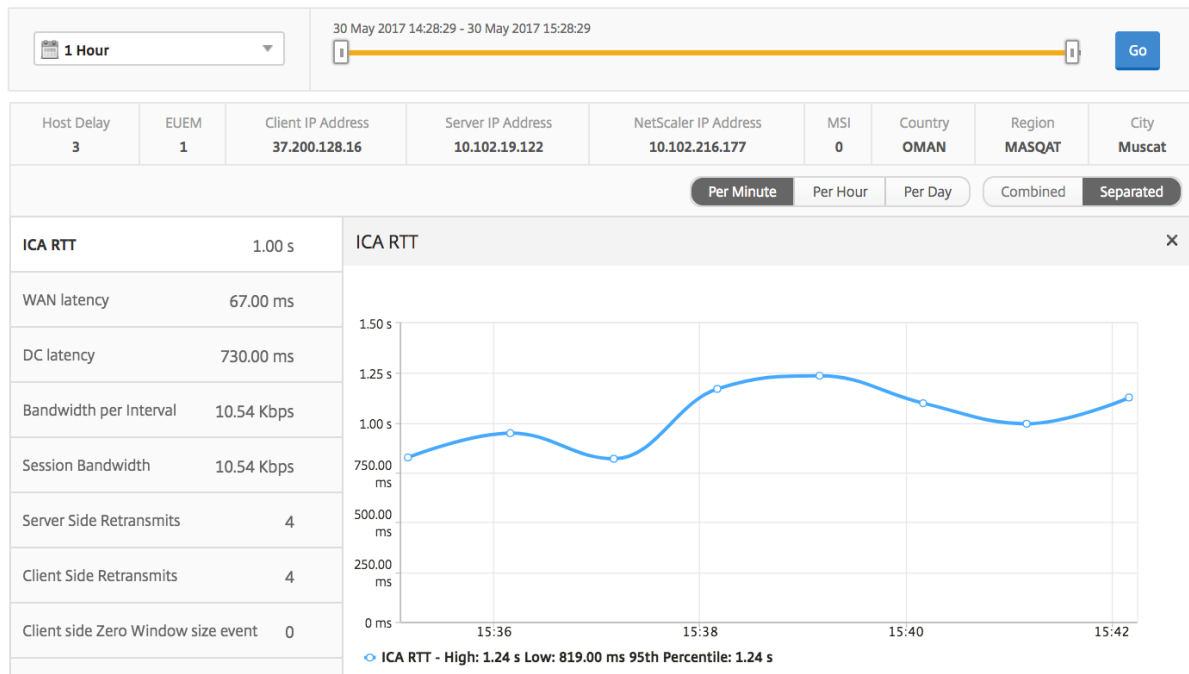 30 May 2017 14:28:29 - 30 May 2017 15:28:29
1 Hour
Go
Host Delay EUEM Client IP Address Server IP Address NetScaler IP Address MSI Country Region City
3 1 37.200.128.16 10.102.19.122 10.102.216.177 0 OMAN MASQAT Muscat
Per Minute Per Hour Per Day Combined Separated
ICA RTT 1.00 s
WAN latency 67.00 ms
DC latency 730.00 ms
Bandwidth per Interval 10.54 Kbps
Session Bandwidth 10.54 Kbps
Server Side Retransmits 4
Client Side Retransmits 4
Client side Zero Window size event 0
ICA RTT ×
1.50 s
1.25 s
1.00 s
750.00
ms
500.00
ms
250.00
ms
0 ms
15:36 15:38 15:40 15:42
ICA RTT - High: 1.24 s Low: 819.00 ms 95th Percentile: 1.24 s